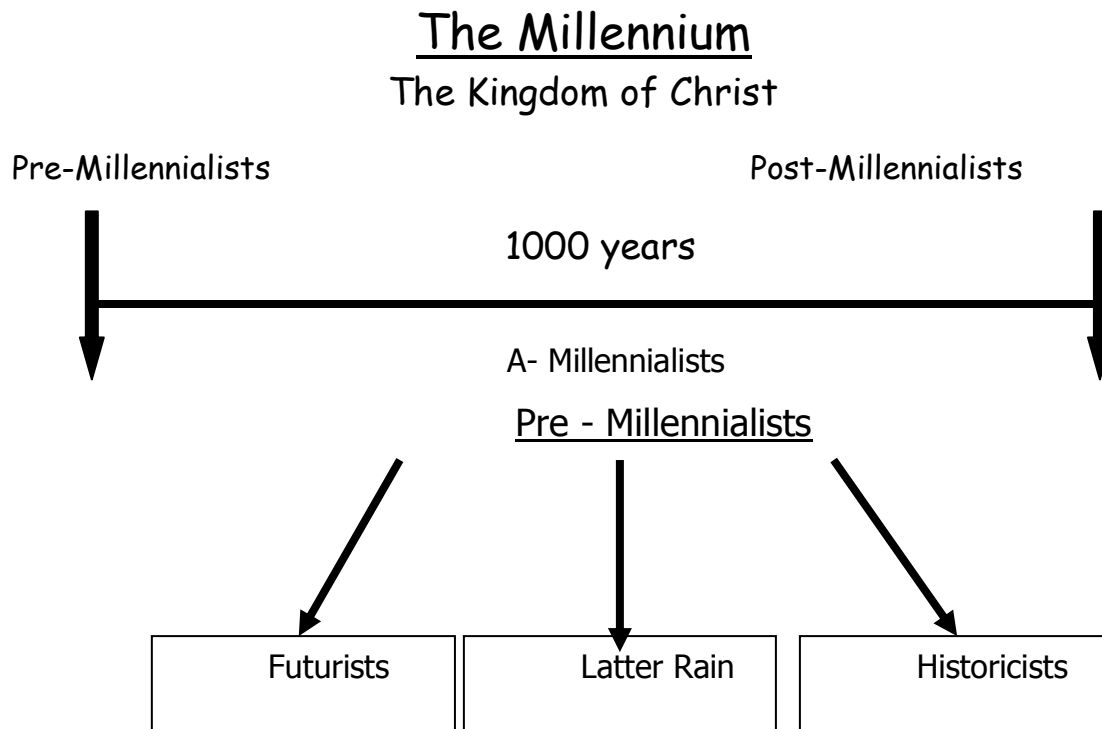 The Millennium
The Kingdom of Christ
Pre-Millennialists Post-Millennialists
1000 years
A- Millennialists
Pre - Millennialists
Futurists Latter Rain Historicists